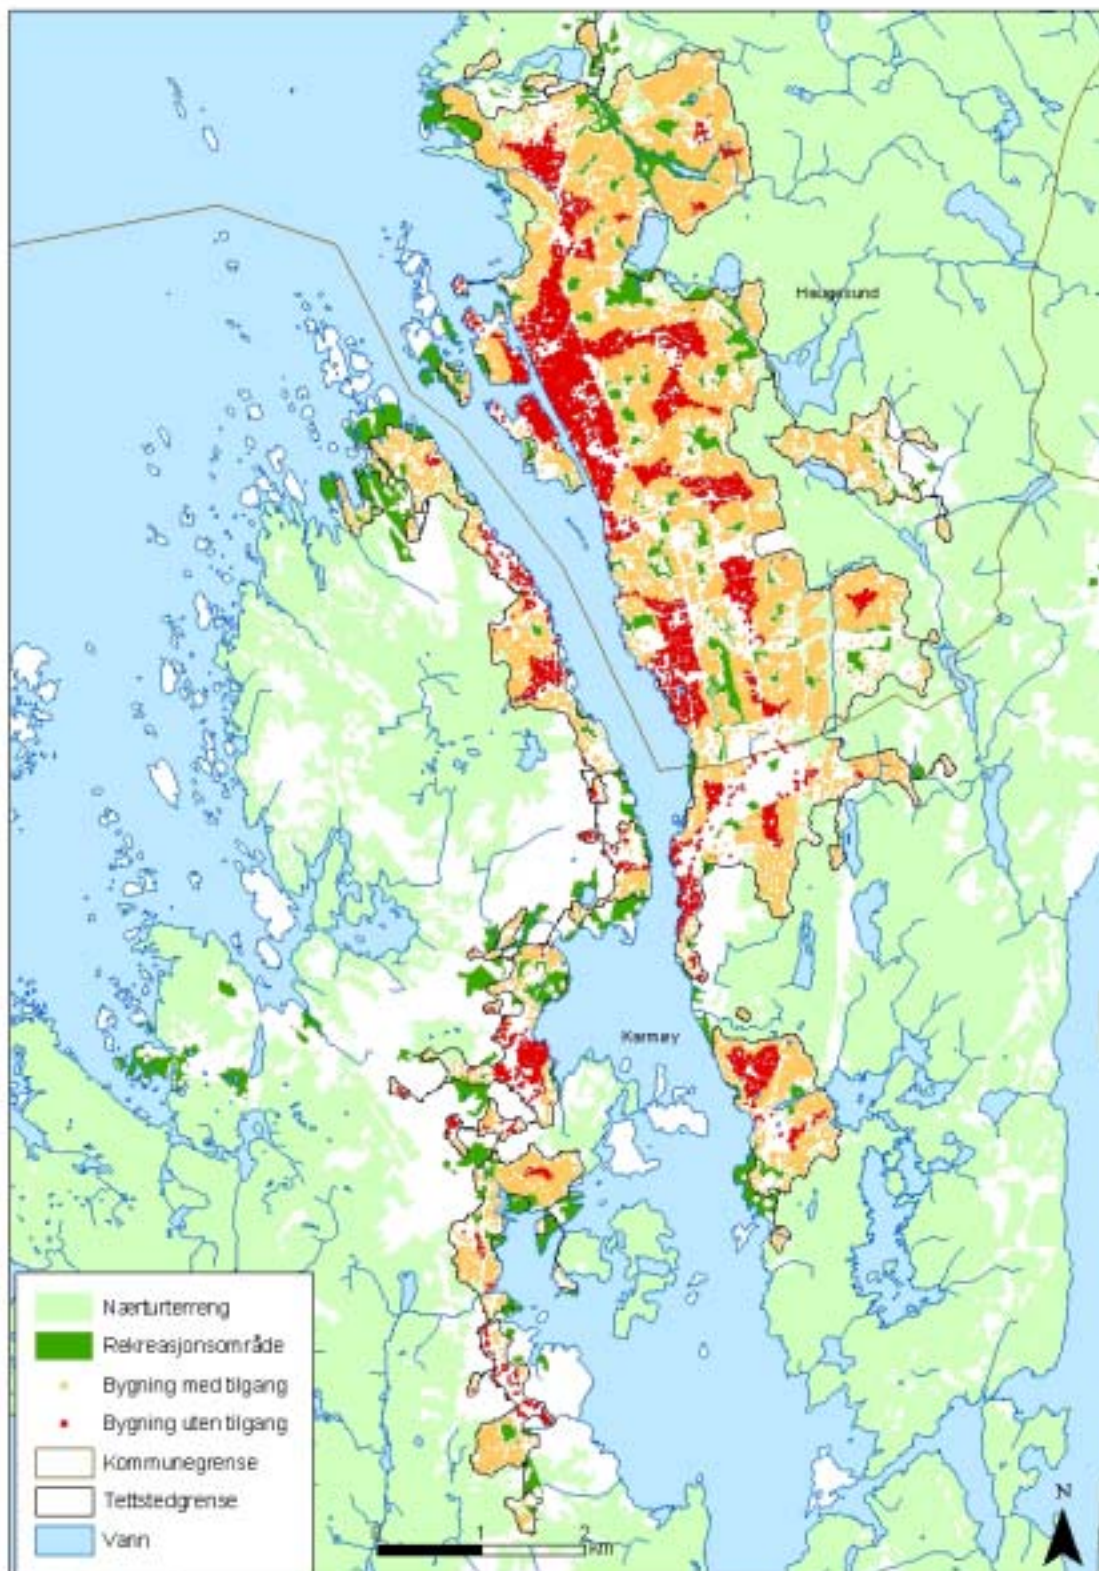 Haugesund
Karmøy
Nærturterreng
Rekreasjonsområde
Bygning med tilgang
Bygning uten tilgang
Kommunegrense
Tettstedgrense
Vann
0 1 2
km
N